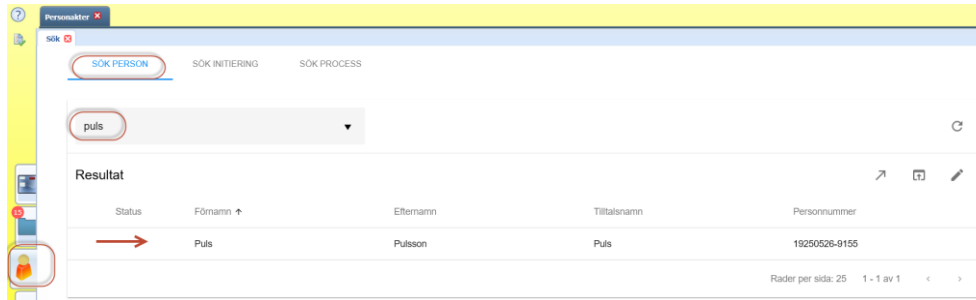 Personakter
Sök
SÖK PERSON SÖK INITIERING SÖK PROCESS
puls
Resultat
Status Förnamn Efternamn Tilltalsnamn Personnummer
15
Puls Pulsson Puls 19250526-9155
Rader per sida: 25 1 - 1 av 1